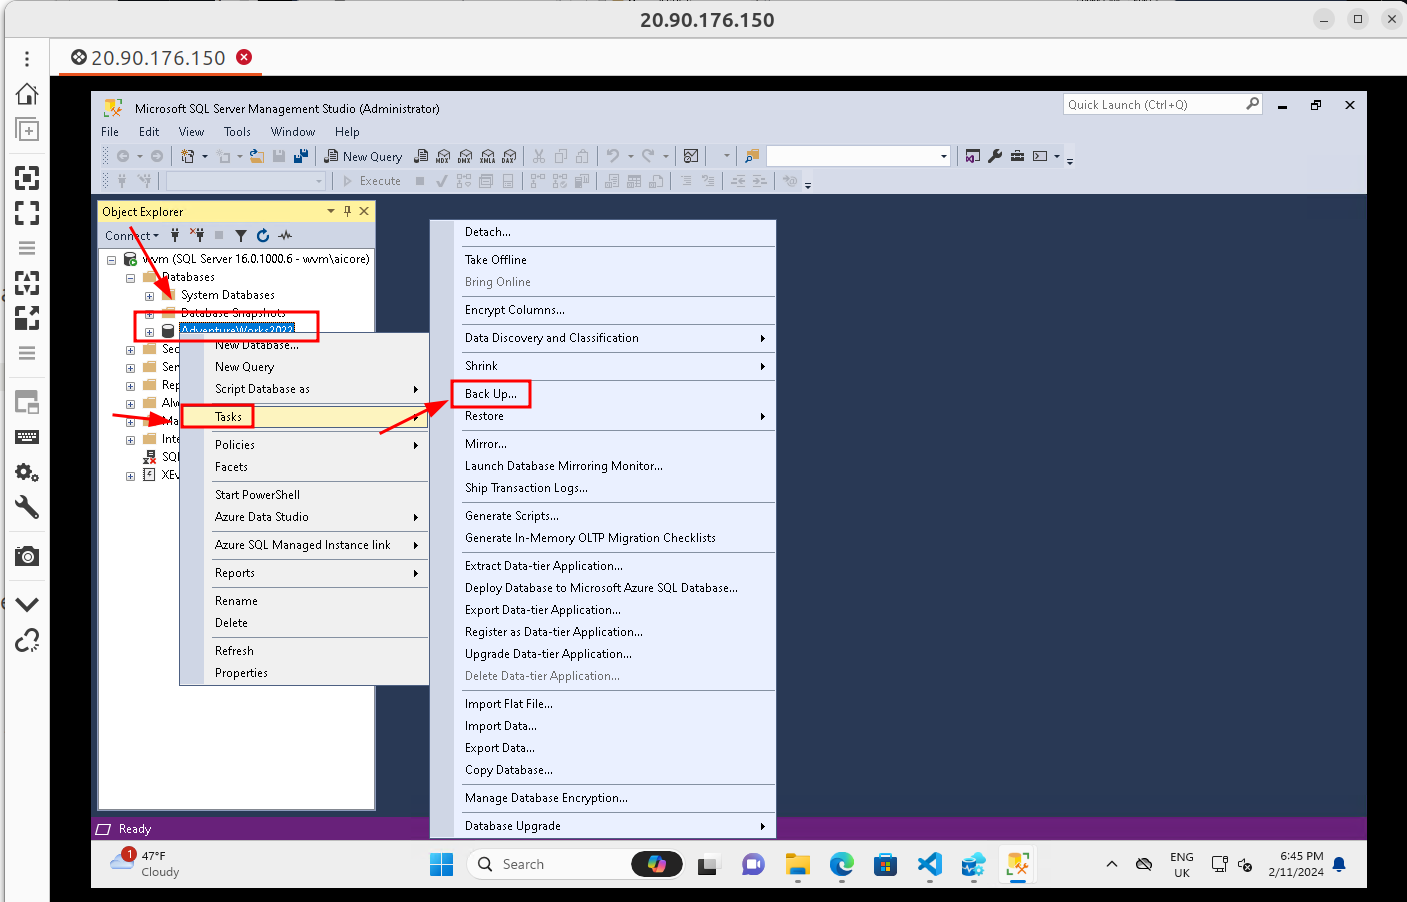 20.90.176.150
20.90.176.150
Microsoft SQL Server Management Studio (Administrator)
Quick Launch (Ctrl+Q)
File Edit View Tools Window Help
New Query MDX DMX XMLA DAX
Execute
Object Explorer
Connect
wvm (SQL Server 16.0.1000.6 - wvm\aicore)
Databases
System Databases
Database Snapshots
AdventureWorks2022
Sec
Ser
Rep
Alw
Ma
Inte
SQ
XEv
New Database...
New Query
Script Database as
Tasks
Policies
Facets
Start PowerShell
Azure Data Studio
Azure SQL Managed Instance link
Reports
Rename
Delete
Refresh
Properties
Detach...
Take Offline
Bring Online
Encrypt Columns...
Data Discovery and Classification
Shrink
Back Up...
Restore
Mirror...
Launch Database Mirroring Monitor...
Ship Transaction Logs...
Generate Scripts...
Generate In-Memory OLTP Migration Checklists
Extract Data-tier Application...
Deploy Database to Microsoft Azure SQL Database...
Export Data-tier Application...
Register as Data-tier Application...
Upgrade Data-tier Application...
Delete Data-tier Application...
Import Flat File...
Import Data...
Export Data...
Copy Database...
Manage Database Encryption...
Database Upgrade
Ready
1
47°F
Cloudy
Search
ENG
UK
6:45 PM
2/11/2024